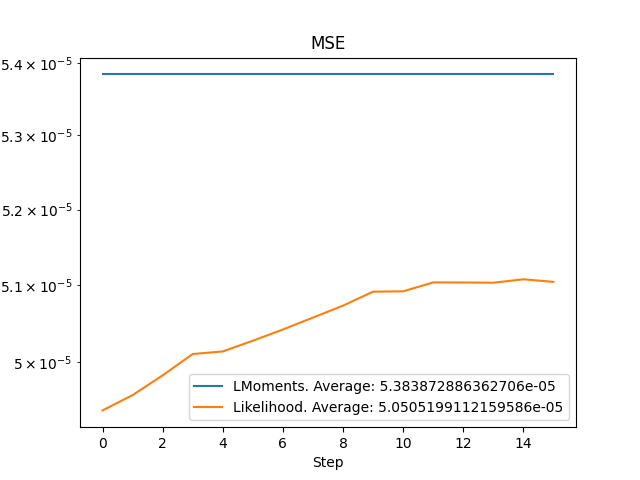 MSE
5.4 × 10⁻⁵
5.3 × 10⁻⁵
5.2 × 10⁻⁵
5.1 × 10⁻⁵
5 × 10⁻⁵
LMoments. Average: 5.383872886362706e-05
Likelihood. Average: 5.0505199112159586e-05
0 2 4 6 8 10 12 14
Step